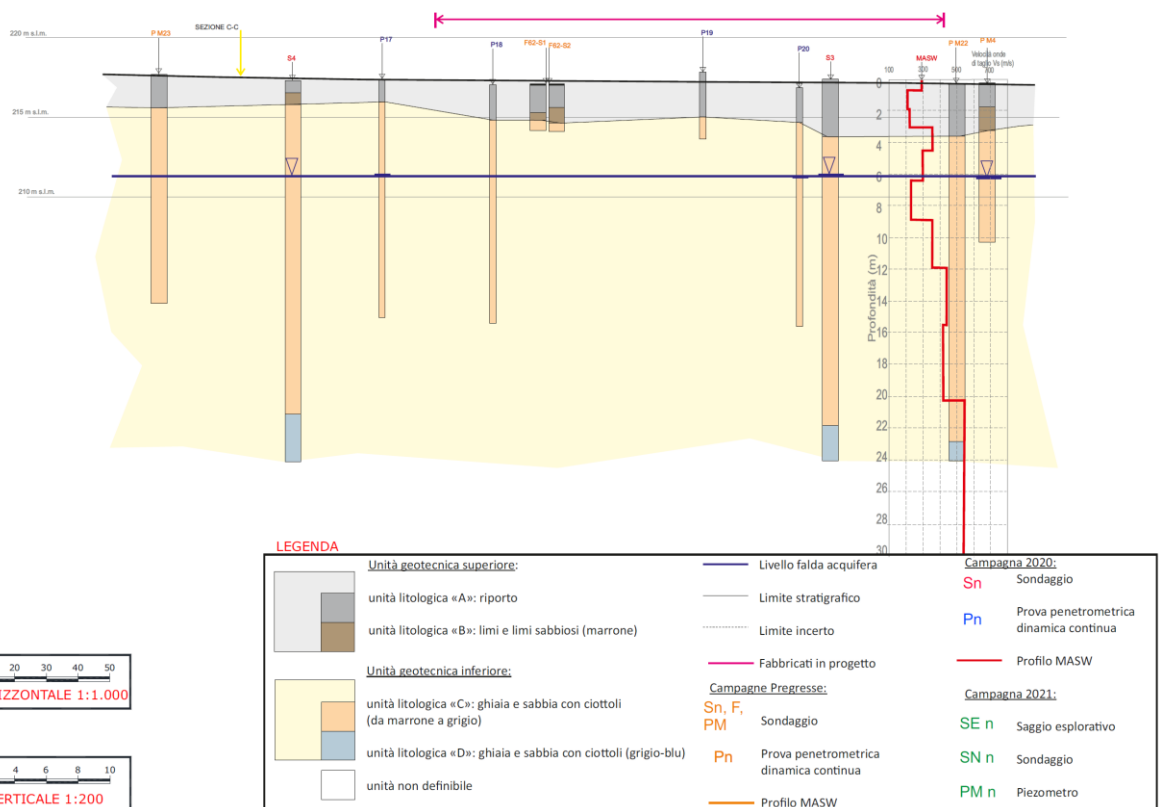 220 m s.l.m.
SEZIONE C-C
P M23
S4
P17
P18
F62-S1
F62-S2
P19
P20
S3
MASW
P M22
P M4
Velocità onde
di taglio Vs (m/s)
100
300
500
700
215 m s.l.m.
210 m s.l.m.
Profondità (m)
0
2
4
6
8
10
12
14
16
18
20
22
24
26
28
30
LEGENDA
Unità geotecnica superiore:
unità litologica «A»: riporto
unità litologica «B»: limi e limi sabbiosi (marrone)
Unità geotecnica inferiore:
unità litologica «C»: ghiaia e sabbia con ciottoli
(da marrone a grigio)
unità litologica «D»: ghiaia e sabbia con ciottoli (grigio-blu)
unità non definibile
Livello falda acquifera
Limite stratigrafico
Limite incerto
Fabbricati in progetto
Campagne Pregresse:
Sn, F,
PM
Sondaggio
Pn
Prova penetrometrica
dinamica continua
Profilo MASW
Campagna 2020:
Sn
Sondaggio
Pn
Prova penetrometrica
dinamica continua
Profilo MASW
Campagna 2021:
SE n
Saggio esplorativo
SN n
Sondaggio
PM n
Piezometro
20 30 40 50
IZZONTALE 1:1.000
4 6 8 10
ERTICALE 1:200